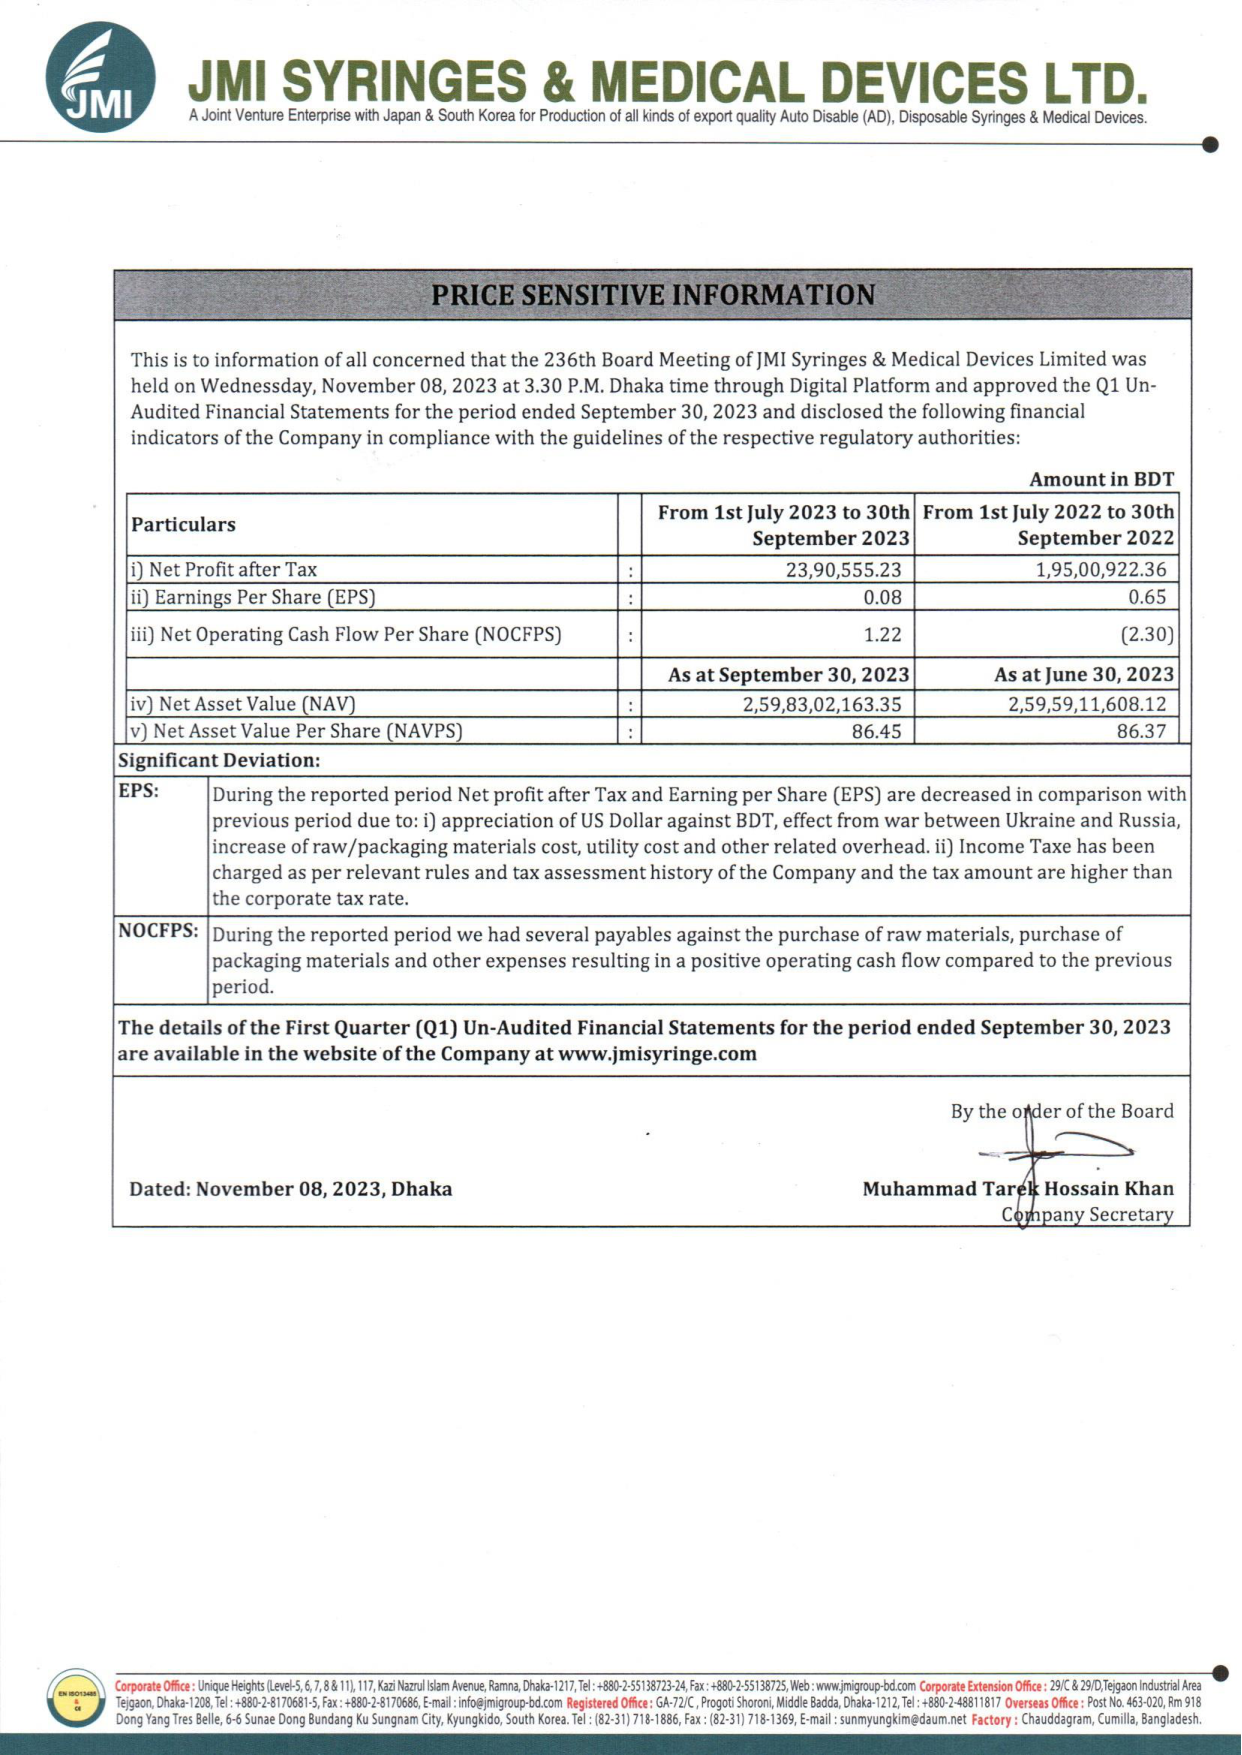 JMI
JMI SYRINGES & MEDICAL DEVICES LTD.
A Joint Venture Enterprise with Japan & South Korea for Production of all kinds of export quality Auto Disable (AD), Disposable Syringes & Medical Devices.
PRICE SENSITIVE INFORMATION
This is to information of all concerned that the 236th Board Meeting of JMI Syringes & Medical Devices Limited was
held on Wednessday, November 08, 2023 at 3.30 P.M. Dhaka time through Digital Platform and approved the Q1 Un-
Audited Financial Statements for the period ended September 30, 2023 and disclosed the following financial
indicators of the Company in compliance with the guidelines of the respective regulatory authorities:
Amount in BDT
Particulars From 1st July 2023 to 30th September 2023 From 1st July 2022 to 30th September 2022
i) Net Profit after Tax : 23,90,555.23 1,95,00,922.36
ii) Earnings Per Share (EPS) : 0.08 0.65
iii) Net Operating Cash Flow Per Share (NOCFPS) : 1.22 (2.30)
As at September 30, 2023 As at June 30, 2023
iv) Net Asset Value (NAV) : 2,59,83,02,163.35 2,59,59,11,608.12
v) Net Asset Value Per Share (NAVPS) : 86.45 86.37
Significant Deviation:
EPS: During the reported period Net profit after Tax and Earning per Share (EPS) are decreased in comparison with
previous period due to: i) appreciation of US Dollar against BDT, effect from war between Ukraine and Russia,
increase of raw/packaging materials cost, utility cost and other related overhead. ii) Income Taxe has been
charged as per relevant rules and tax assessment history of the Company and the tax amount are higher than
the corporate tax rate.
NOCFPS: During the reported period we had several payables against the purchase of raw materials, purchase of
packaging materials and other expenses resulting in a positive operating cash flow compared to the previous
period.
The details of the First Quarter (Q1) Un-Audited Financial Statements for the period ended September 30, 2023
are available in the website of the Company at www.jmisyringe.com
By the order of the Board
Dated: November 08, 2023, Dhaka Muhammad Tarek Hossain Khan
Company Secretary
EN ISO13485
&
CE
Corporate Office : Unique Heights (Level-5, 6, 7, 8 & 11), 117, Kazi Nazrul Islam Avenue, Ramna, Dhaka-1217, Tel : +880-2-55138723-24, Fax : +880-2-55138725, Web : www.jmigroup-bd.com Corporate Extension Office : 29/C & 29/D,Tejgaon Industrial Area
Tejgaon, Dhaka-1208, Tel : +880-2-8170681-5, Fax : +880-2-8170686, E-mail : info@jmigroup-bd.com Registered Office : GA-72/C , Progoti Shoroni, Middle Badda, Dhaka-1212, Tel : +880-2-48811817 Overseas Office : Post No. 463-020, Rm 918
Dong Yang Tres Belle, 6-6 Sunae Dong Bundang Ku Sungnam City, Kyungkido, South Korea. Tel : (82-31) 718-1886, Fax : (82-31) 718-1369, E-mail : sunmyungkim@daum.net Factory : Chauddagram, Cumilla, Bangladesh.